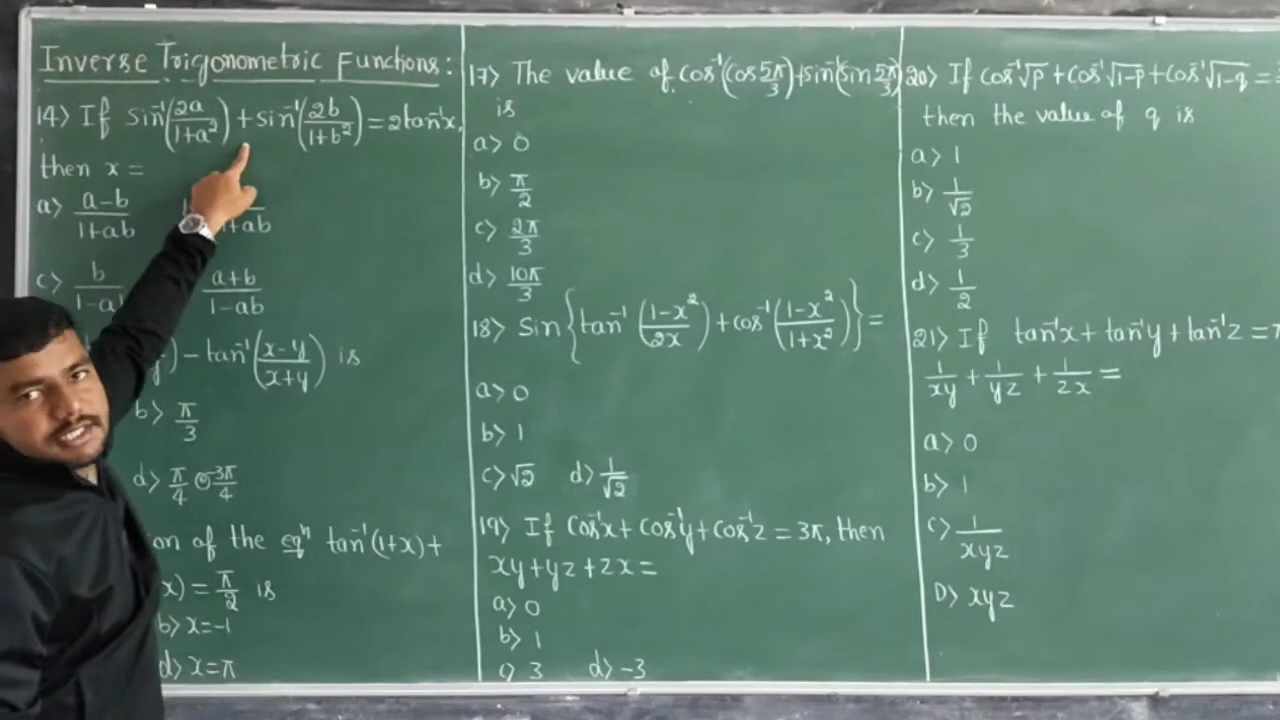 Inverse Trigonometric Functions:
14> If sin⁻¹(2a/(1+a²)) + sin⁻¹(2b/(1+b²)) = 2tan⁻¹x,
then x =
a> (a-b)/(1+ab)
c> b/
(a+b)/(1-ab)
- tan⁻¹((x-y)/(x+y)) is
b> π/3
d> π/4 or 3π/4
of the eqⁿ tan⁻¹(1+x)+
x) = π/2 is
b> x=-1
d> x=π
17> The value of cos⁻¹(cos 5π/3)+sin⁻¹(sin 5π/3)
is
a> 0
b> π/2
c> 2π/3
d> 10π/3
18> Sin{tan⁻¹((1-x²)/2x)+cos⁻¹((1-x²)/(1+x²))}=
a> 0
b> 1
c> √2 d> 1/√2
19> If cos⁻¹x+cos⁻¹y+cos⁻¹z = 3π, then
xy+yz+zx=
a> 0
b> 1
c> 3 d> -3
20> If cos⁻¹√p+cos⁻¹√1-p+cos⁻¹√1-q =
then the value of q is
a> 1
b> 1/√2
c> 1/3
d> 1/2
21> If tan⁻¹x+tan⁻¹y+tan⁻¹z =
1/xy + 1/yz + 1/zx =
a> 0
b> 1
c> 1/xyz
D> xyz